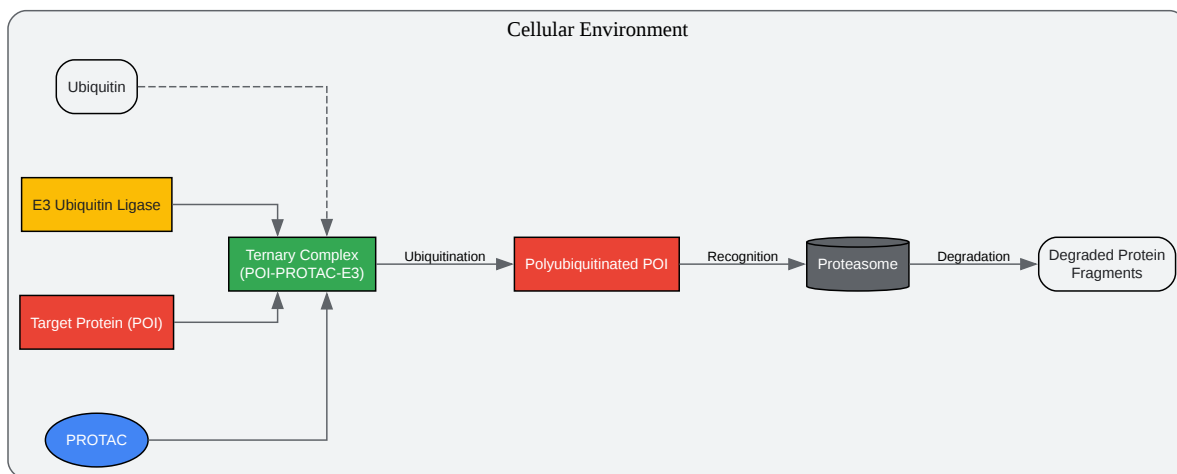 Cellular Environment
Ubiquitin
E3 Ubiquitin Ligase
Target Protein (POI)
PROTAC
Ternary Complex
(POI-PROTAC-E3)
Ubiquitination
Polyubiquitinated POI
Recognition
Proteasome
Degradation
Degraded Protein
Fragments